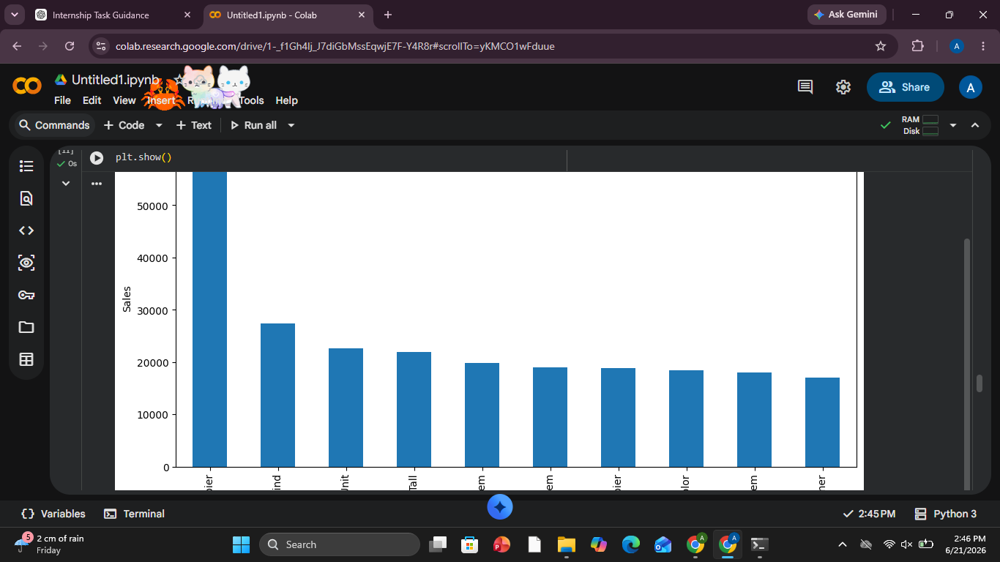 Internship Task Guidance
Untitled1.ipynb - Colab
Ask Gemini
colab.research.google.com/drive/1-_f1Gh4lj_J7diGbMssEqwjE7F-Y4R8r#scrollTo=yKMCO1wFduue
A
Untitled1.ipynb
File Edit View Insert Tools Help
Share
A
Commands + Code + Text Run all
RAM
Disk
[11]
0s
plt.show()
50000
40000
30000
20000
10000
0
Sales
pier
ind
Unit
Tall
em
em
pier
olor
em
ner
Variables Terminal
2:45 PM Python 3
5
2 cm of rain
Friday
Search
A
A
2:46 PM
6/21/2026